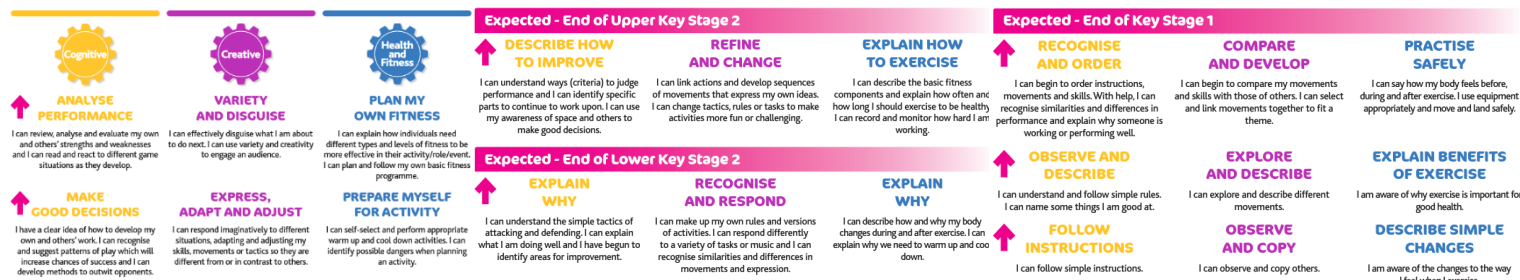 Cognitive
Creative
Health
and
Fitness
ANALYSE
PERFORMANCE
I can review, analyse and evaluate my own
and others' strengths and weaknesses
and I can read and react to different game
situations as they develop.
VARIETY
AND DISGUISE
I can effectively disguise what I am about
to do next. I can use variety and creativity
to engage an audience.
PLAN MY
OWN FITNESS
I can explain how individuals need
different types and levels of fitness to be
more effective in their activity/role/event.
I can plan and follow my own basic fitness
programme.
MAKE
GOOD DECISIONS
I have a clear idea of how to develop my
own and others' work. I can recognise
and suggest patterns of play which will
increase chances of success and I can
develop methods to outwit opponents.
EXPRESS,
ADAPT AND ADJUST
I can respond imaginatively to different
situations, adapting and adjusting my
skills, movements or tactics so they are
different from or in contrast to others.
PREPARE MYSELF
FOR ACTIVITY
I can self-select and perform appropriate
warm up and cool down activities. I can
identify possible dangers when planning
an activity.
Expected - End of Upper Key Stage 2
DESCRIBE HOW
TO IMPROVE
I can understand ways (criteria) to judge
performance and I can identify specific
parts to continue to work upon. I can use
my awareness of space and others to
make good decisions.
REFINE
AND CHANGE
I can link actions and develop sequences
of movements that express my own ideas.
I can change tactics, rules or tasks to make
activities more fun or challenging.
EXPLAIN HOW
TO EXERCISE
I can describe the basic fitness
components and explain how often and
how long I should exercise to be healthy
I can record and monitor how hard I am
working.
Expected - End of Lower Key Stage 2
EXPLAIN
WHY
I can understand the simple tactics of
attacking and defending. I can explain
what I am doing well and I have begun to
identify areas for improvement.
RECOGNISE
AND RESPOND
I can make up my own rules and versions
of activities. I can respond differently
to a variety of tasks or music and I can
recognise similarities and differences in
movements and expression.
EXPLAIN
WHY
I can describe how and why my body
changes during and after exercise. I can
explain why we need to warm up and coo
down.
Expected - End of Key Stage 1
RECOGNISE
AND ORDER
I can begin to order instructions,
movements and skills. With help, I can
recognise similarities and differences in
performance and explain why someone is
working or performing well.
COMPARE
AND DEVELOP
I can begin to compare my movements
and skills with those of others. I can select
and link movements together to fit a
theme.
PRACTISE
SAFELY
I can say how my body feels before,
during and after exercise. I use equipment
appropriately and move and land safely.
OBSERVE AND
DESCRIBE
I can understand and follow simple rules.
I can name some things I am good at.
EXPLORE
AND DESCRIBE
I can explore and describe different
movements.
EXPLAIN BENEFITS
OF EXERCISE
I am aware of why exercise is important fo
good health.
FOLLOW
INSTRUCTIONS
I can follow simple instructions.
OBSERVE
AND COPY
I can observe and copy others.
DESCRIBE SIMPLE
CHANGES
I am aware of the changes to the way